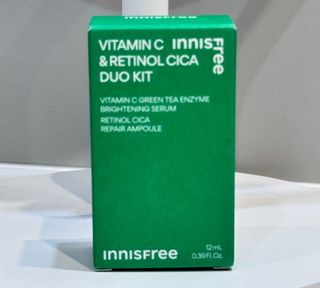 VITAMIN C
& RETINOL CICA
DUO KIT
INNISFree
VITAMIN C GREEN TEA ENZYME
BRIGHTENING SERUM
RETINOL CICA
REPAIR AMPOULE
INNISFree
12mL
0.39 Fl. Oz.